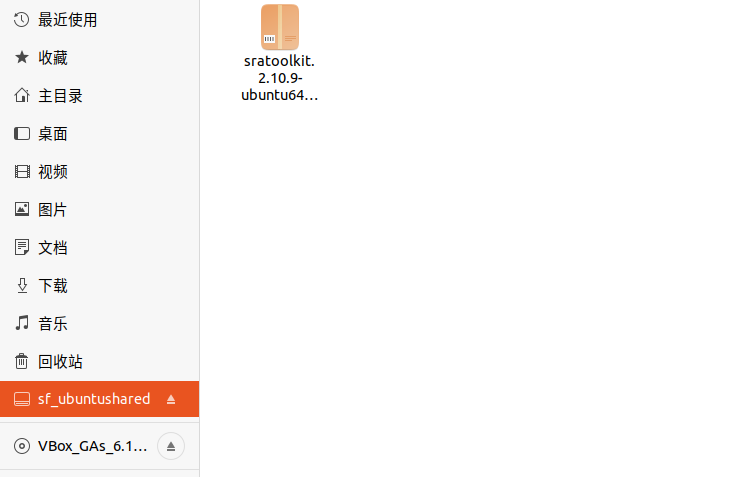 最近使用
收藏
主目录
桌面
视频
图片
文档
下载
音乐
回收站
sf_ubuntushared
VBox_GAs_6.1...
sratoolkit.
2.10.9-
ubuntu64...